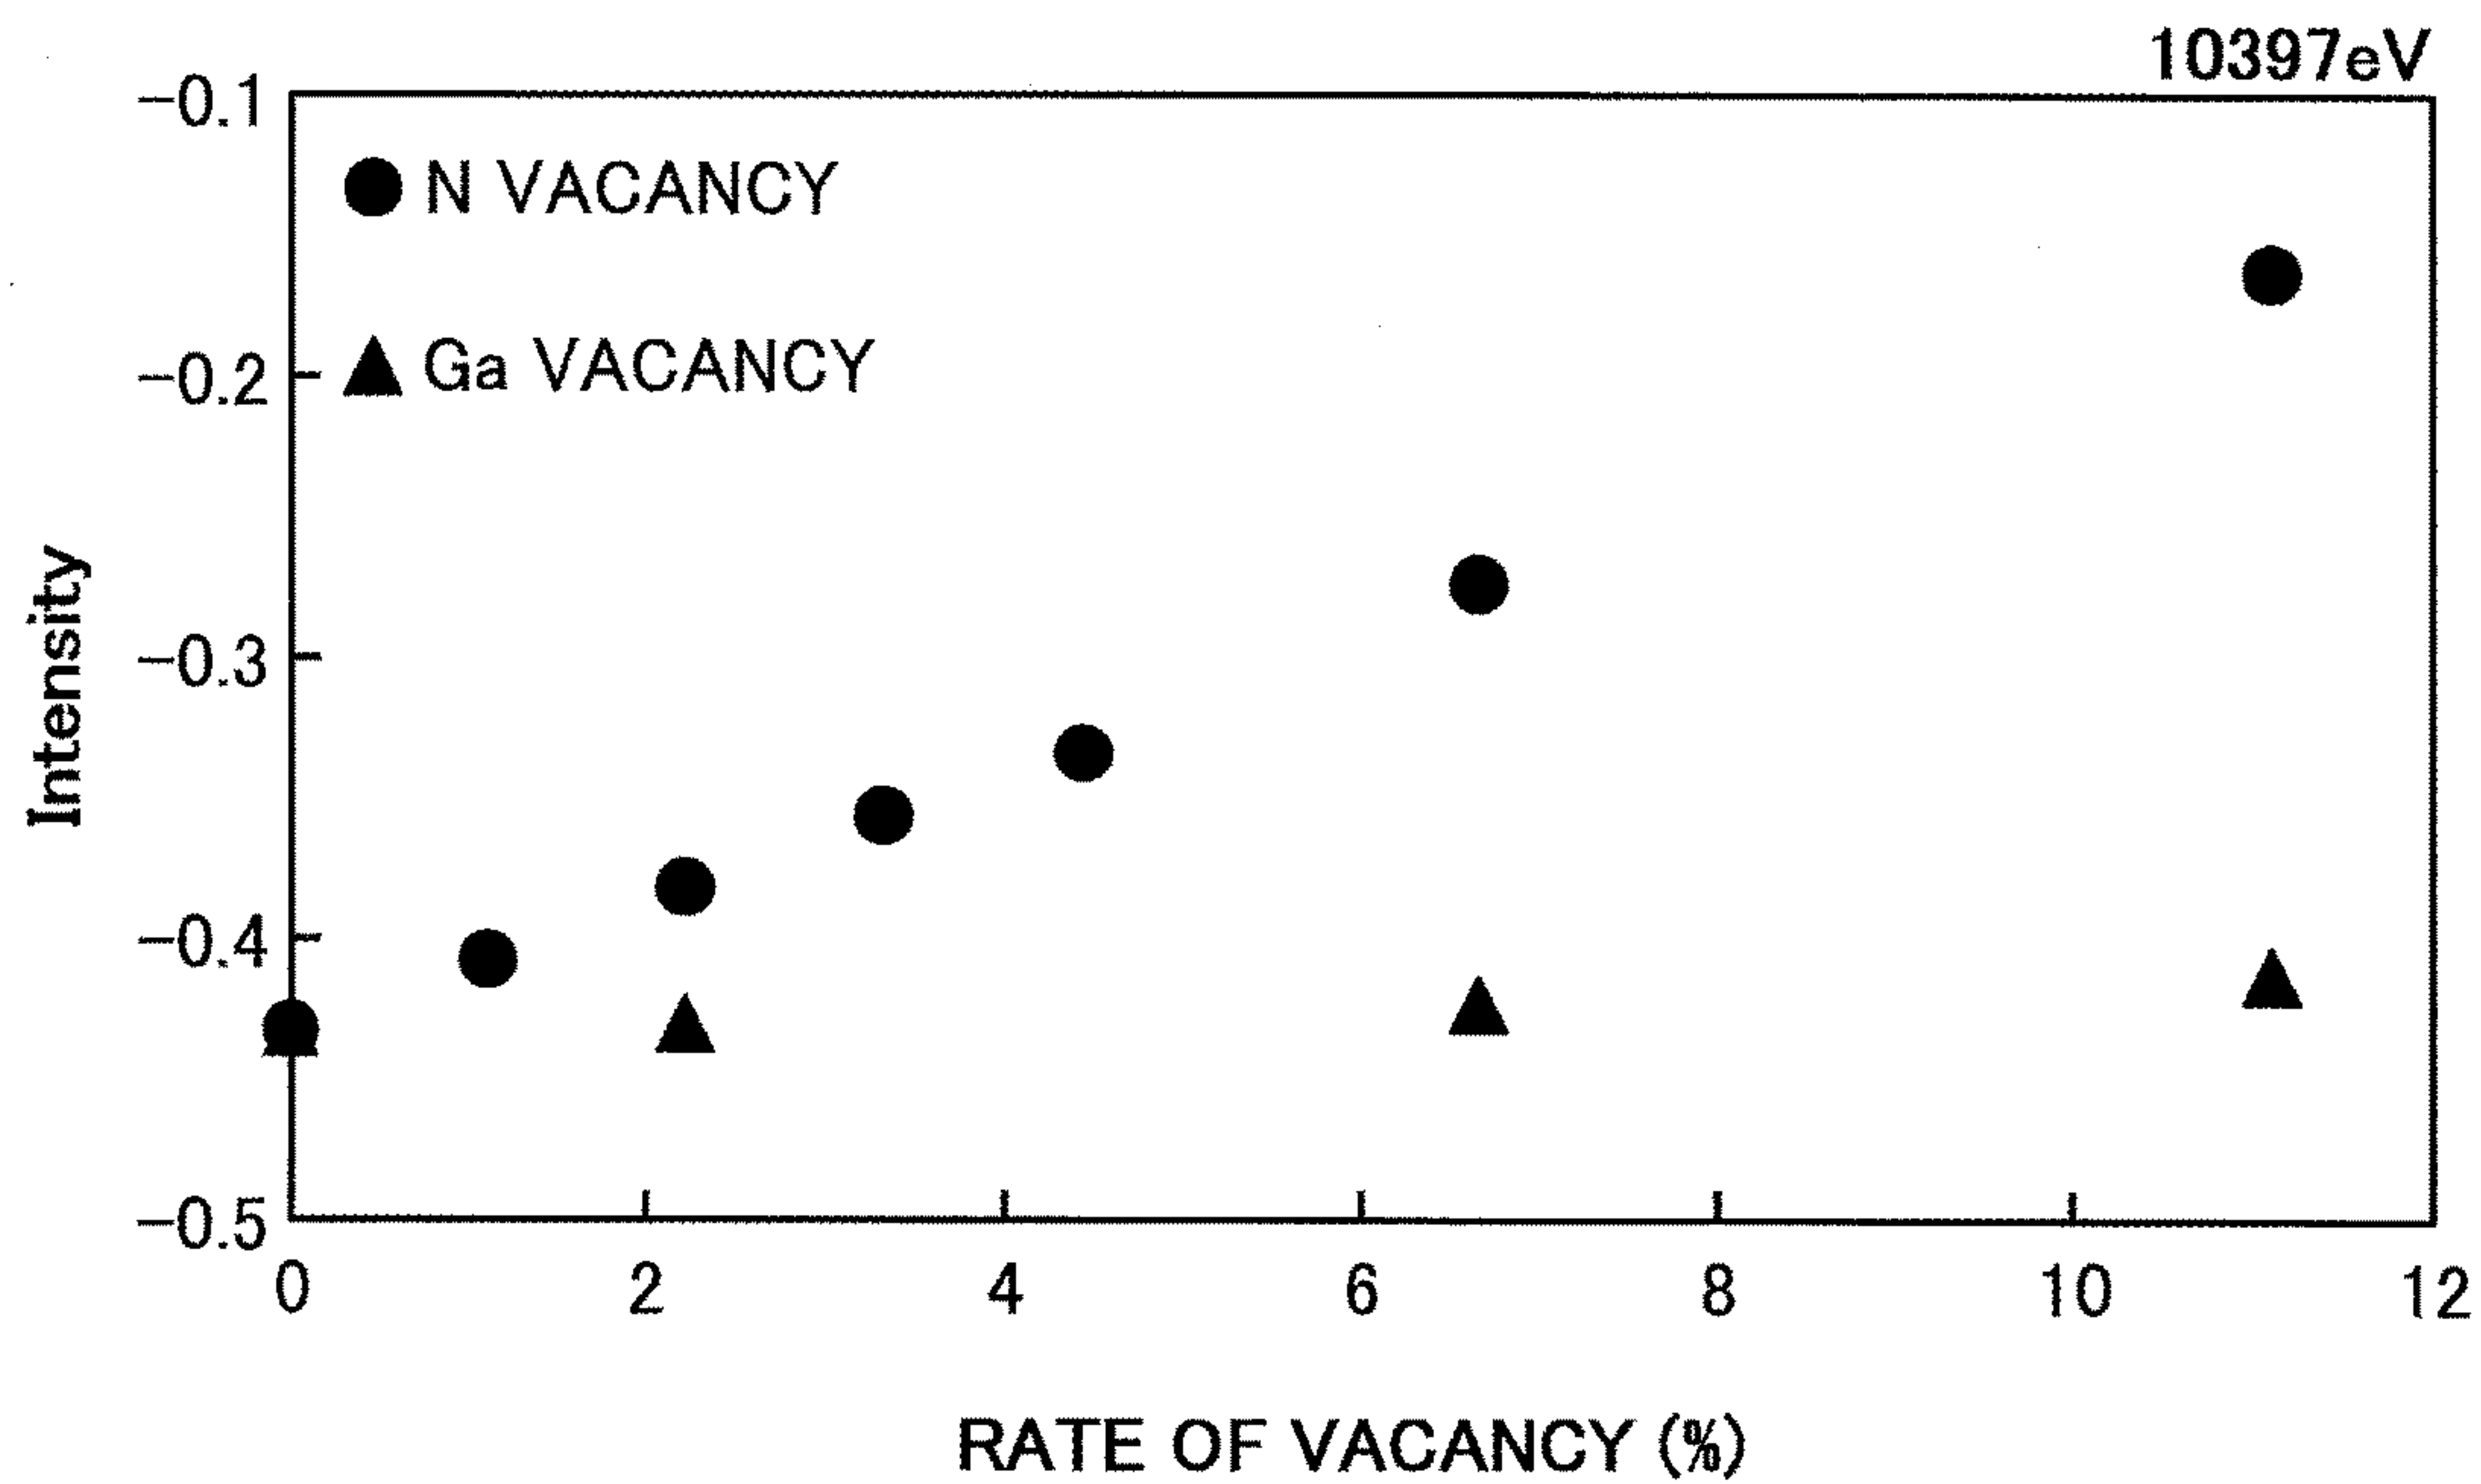 10397eV
−0.1
N VACANCY
−0.2
Ga VACANCY
−0.3
−0.4
−0.5
Intensity
0 2 4 6 8 10 12
RATE OF VACANCY (%)